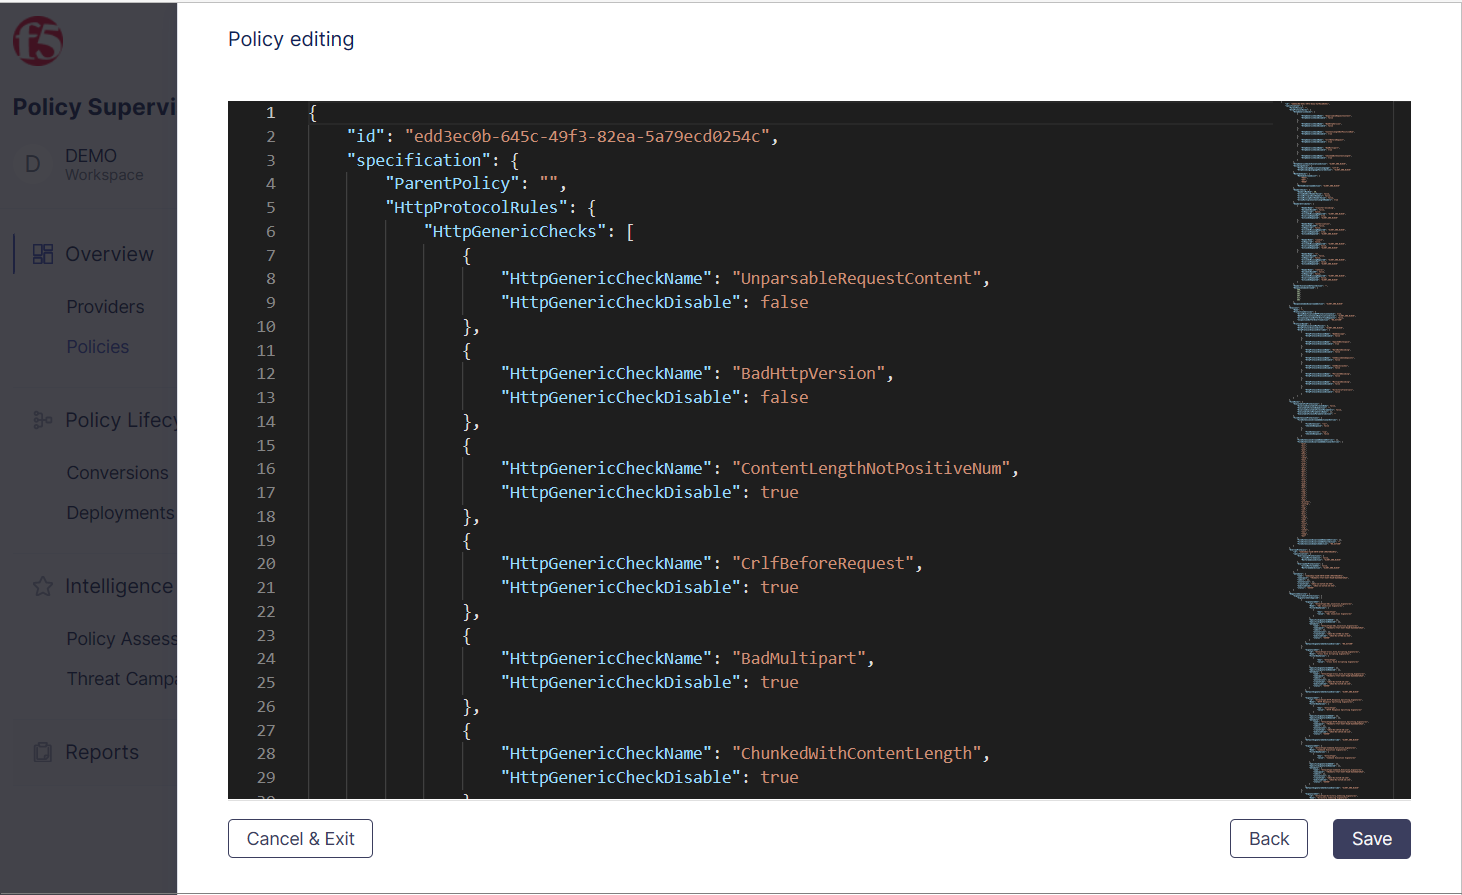 f5
Policy Supervi
D
DEMO
Workspace
Overview
Providers
Policies
Policy Lifecy
Conversions
Deployments
Intelligence
Policy Assess
Threat Campa
Reports
Policy editing
1 {
2 "id": "edd3ec0b-645c-49f3-82ea-5a79ecd0254c",
3 "specification": {
4 "ParentPolicy": "",
5 "HttpProtocolRules": {
6 "HttpGenericChecks": [
7 {
8 "HttpGenericCheckName": "UnparsableRequestContent",
9 "HttpGenericCheckDisable": false
10 },
11 {
12 "HttpGenericCheckName": "BadHttpVersion",
13 "HttpGenericCheckDisable": false
14 },
15 {
16 "HttpGenericCheckName": "ContentLengthNotPositiveNum",
17 "HttpGenericCheckDisable": true
18 },
19 {
20 "HttpGenericCheckName": "CrlfBeforeRequest",
21 "HttpGenericCheckDisable": true
22 },
23 {
24 "HttpGenericCheckName": "BadMultipart",
25 "HttpGenericCheckDisable": true
26 },
27 {
28 "HttpGenericCheckName": "ChunkedWithContentLength",
29 "HttpGenericCheckDisable": true
Cancel & Exit
Back
Save